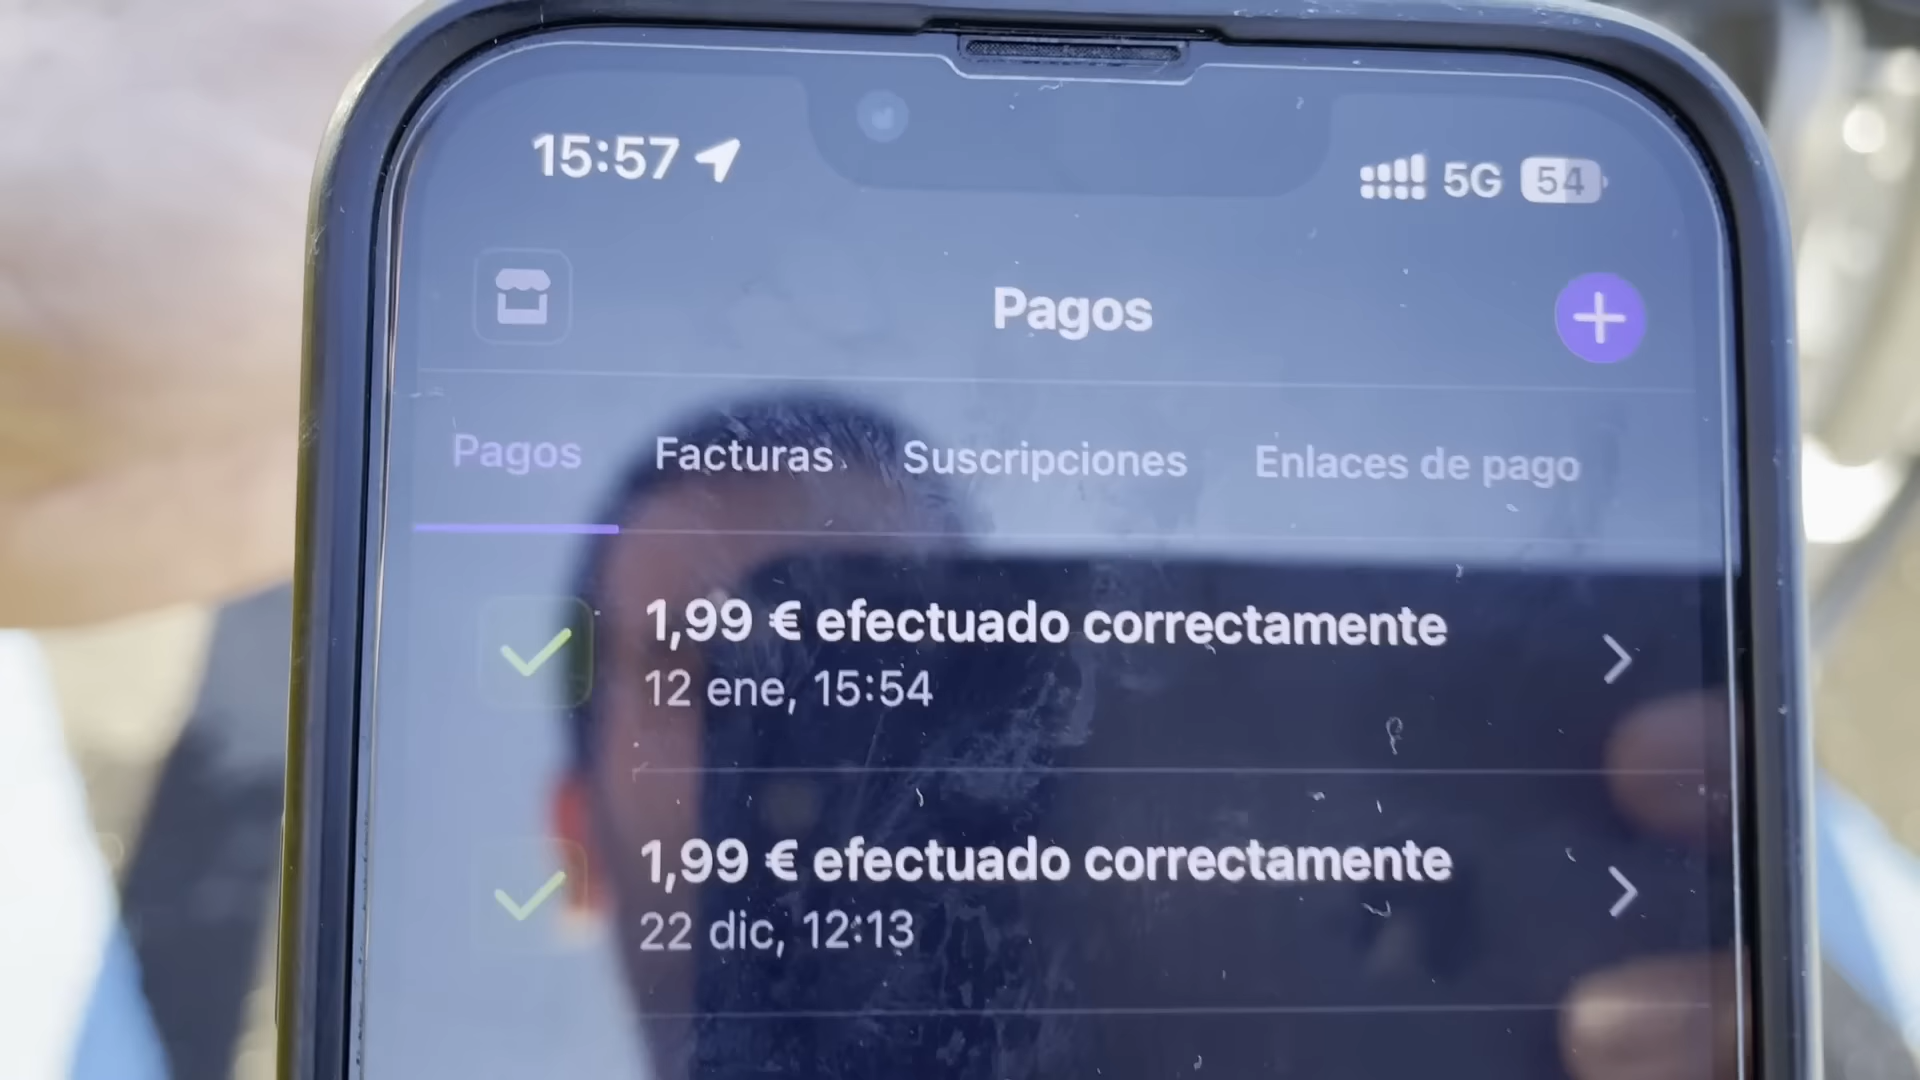 15:57
5G 54
Pagos
Pagos Facturas Suscripciones Enlaces de pago
1,99 € efectuado correctamente
12 ene, 15:54
1,99 € efectuado correctamente
22 dic, 12:13